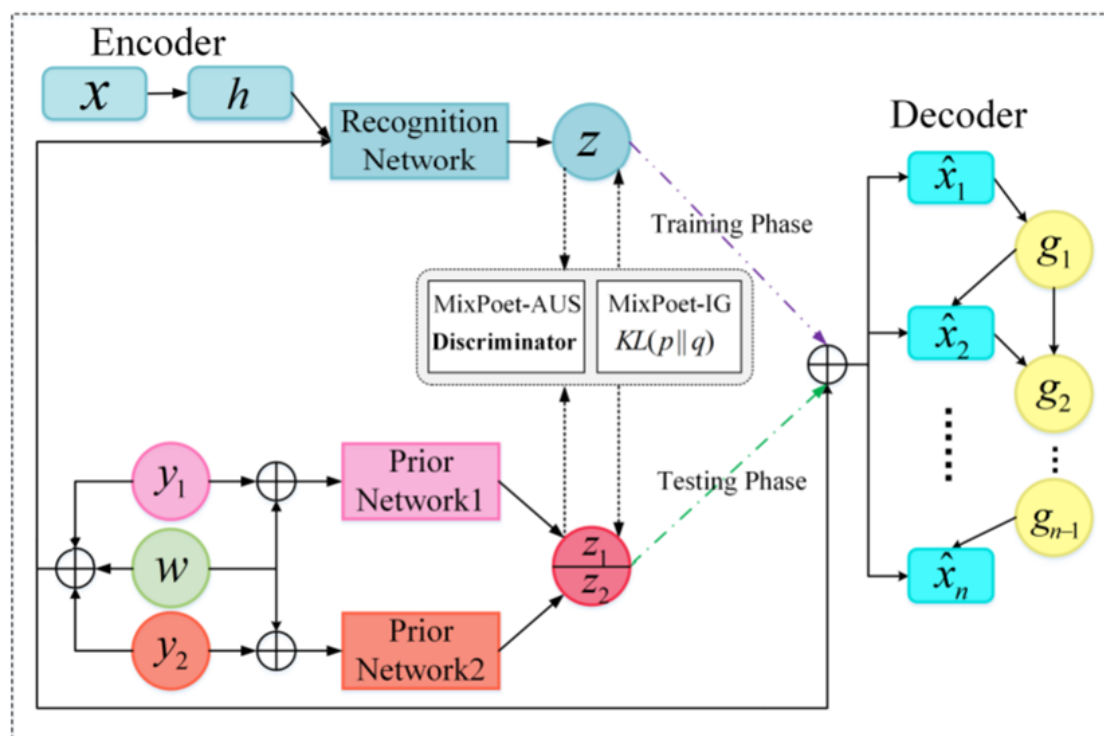 Encoder
x
h
Recognition
Network
z
Decoder
x̂₁
g₁
Training Phase
MixPoet-AUS
Discriminator
MixPoet-IG
KL(p || q)
x̂₂
g₂
y₁
Prior
Network1
Testing Phase
w
z₁
z₂
gₙ₋₁
x̂ₙ
y₂
Prior
Network2